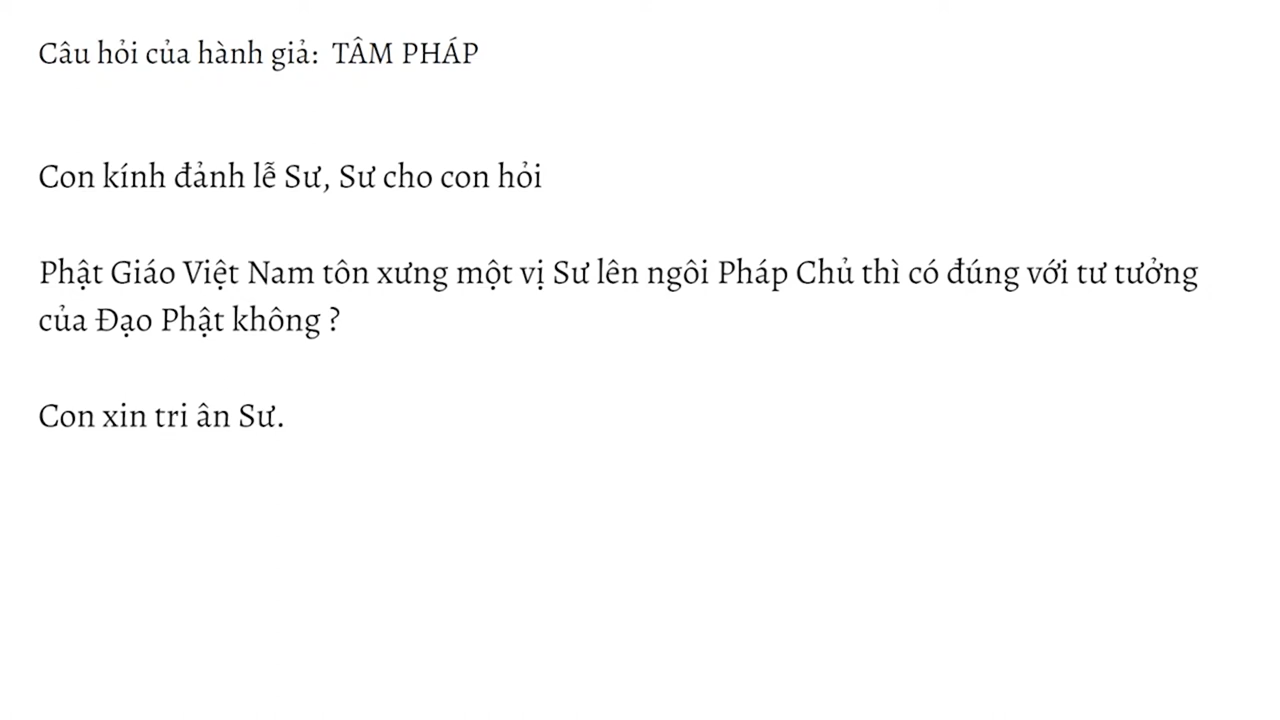 Câu hỏi của hành giả: TÂM PHÁP
Con kính đảnh lễ Sư, Sư cho con hỏi
Phật Giáo Việt Nam tôn xưng một vị Sư lên ngôi Pháp Chủ thì có đúng với tư tưởng
của Đạo Phật không ?
Con xin tri ân Sư.